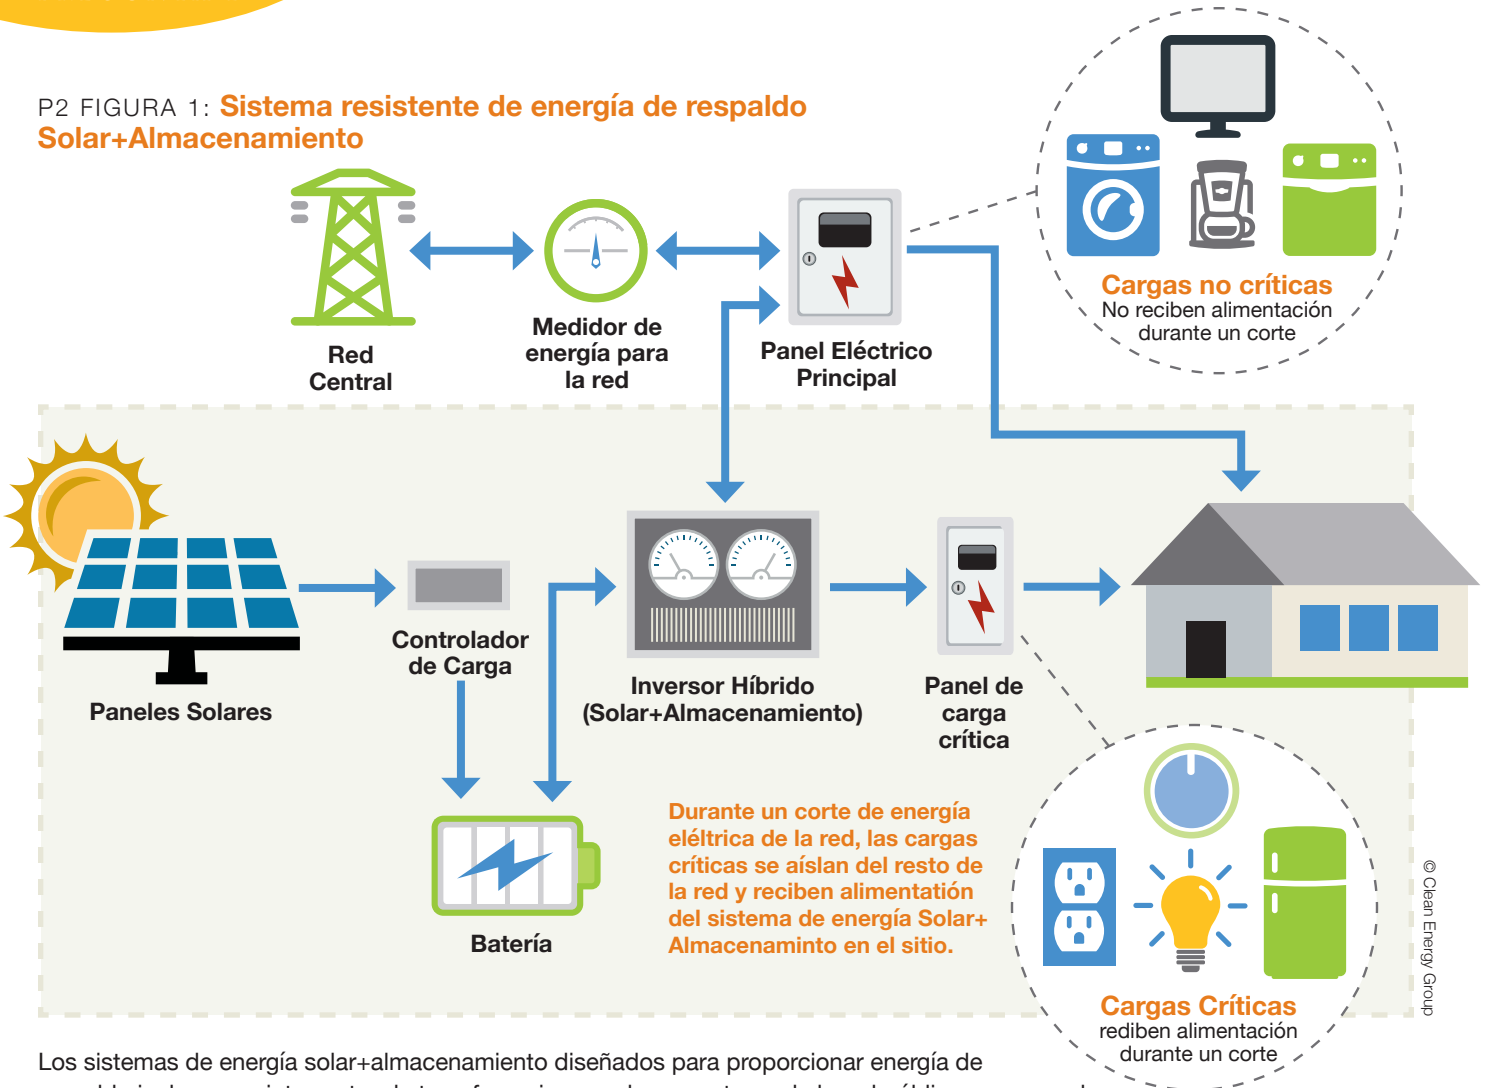 P2 FIGURA 1: Sistema resistente de energía de respaldo
Solar+Almacenamiento
Red
Central
Medidor de
energía para
la red
Panel Eléctrico
Principal
Cargas no críticas
No reciben alimentación
durante un corte
Paneles Solares
Controlador
de Carga
Inversor Híbrido
(Solar+Almacenamiento)
Panel de
carga
crítica
Batería
Durante un corte de energía
elél­trica de la red, las cargas
críticas se aíslan del resto de
la red y reciben alimentatión
del sistema de energía Solar+
Almacenaminto en el sitio.
Cargas Críticas
rediben alimentación
durante un corte
© Clean Energy Group
Los sistemas de energía solar+almacenamiento diseñados para proporcionar energía de